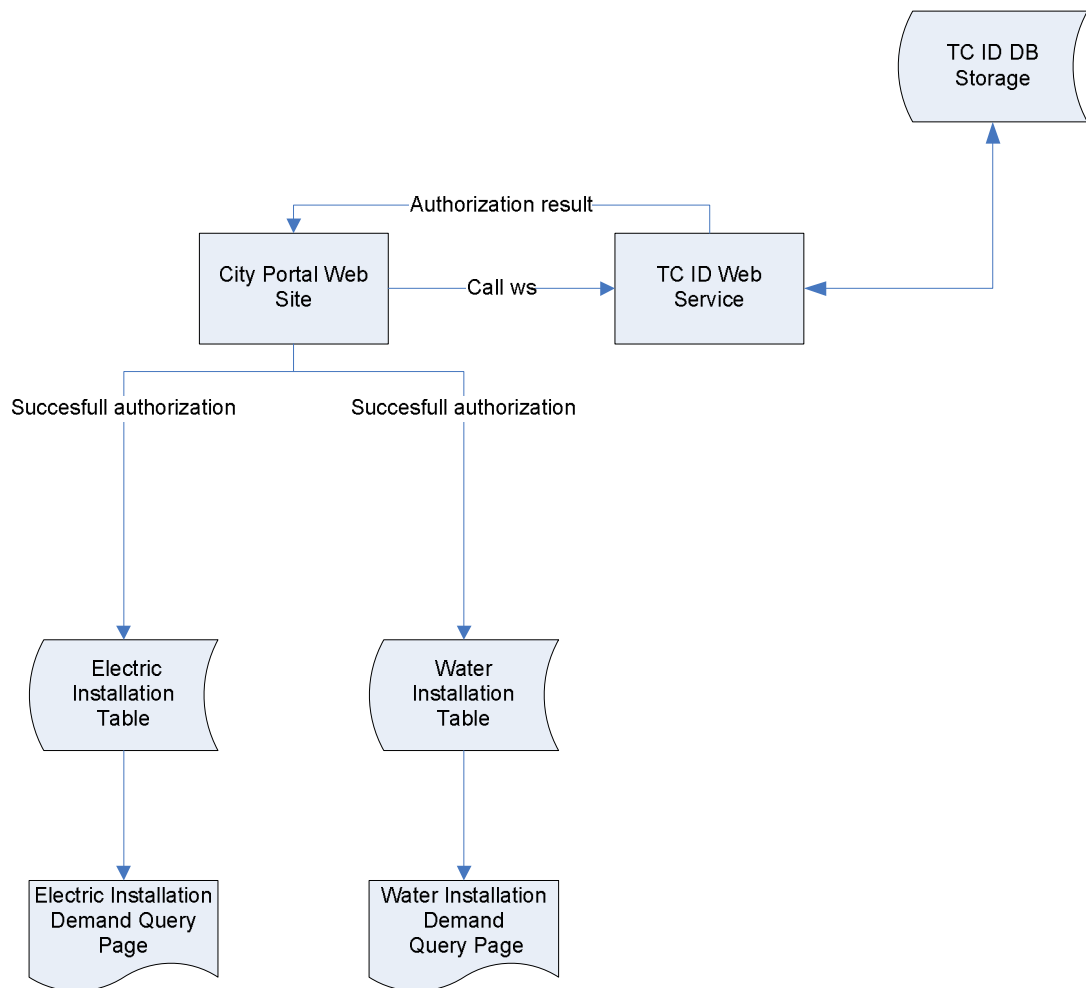 TC ID DB
Storage
Authorization result
City Portal Web
Site
Call ws
TC ID Web
Service
Succesfull authorization
Succesfull authorization
Electric
Installation
Table
Water
Installation
Table
Electric Installation
Demand Query
Page
Water Installation
Demand
Query Page